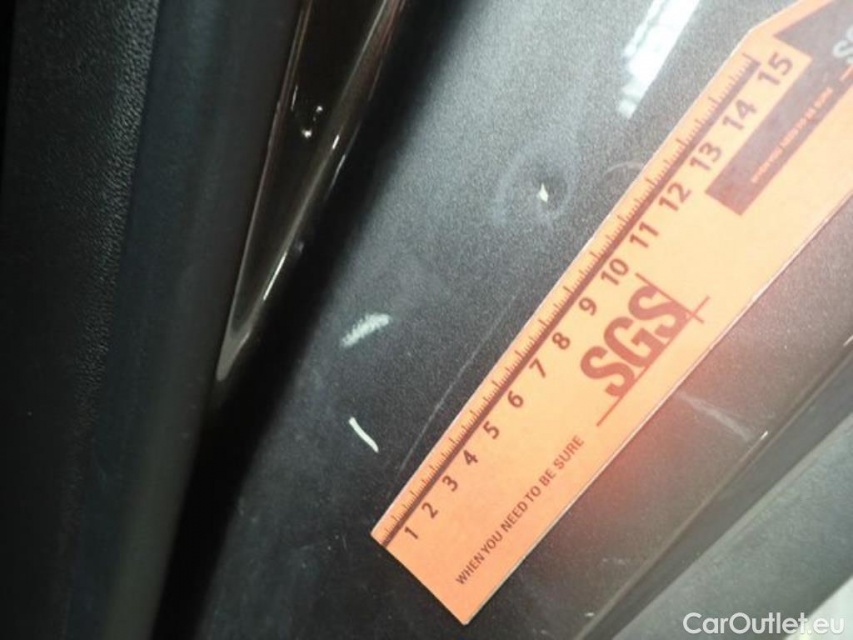 1 2 3 4 5 6 7 8 9 10 11 12 13 14 15
SGS
WHEN YOU NEED TO BE SURE
CarOutlet.eu